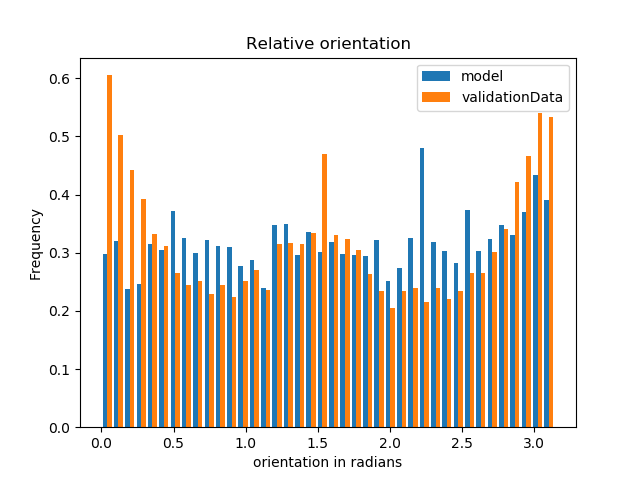 Relative orientation
model
validationData
Frequency
0.6
0.5
0.4
0.3
0.2
0.1
0.0
0.0 0.5 1.0 1.5 2.0 2.5 3.0
orientation in radians